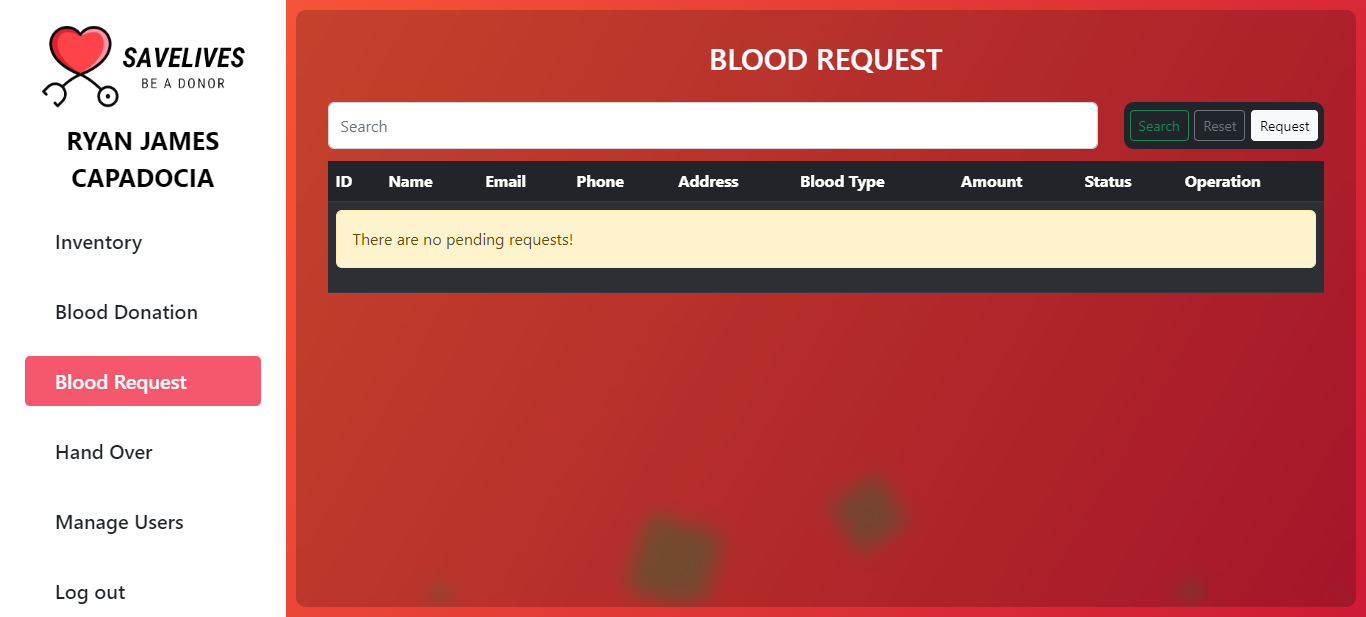 SAVELIVES
BE A DONOR
RYAN JAMES
CAPADOCIA
Inventory
Blood Donation
Blood Request
Hand Over
Manage Users
Log out
BLOOD REQUEST
Search
Search Reset Request
ID Name Email Phone Address Blood Type Amount Status Operation
There are no pending requests!